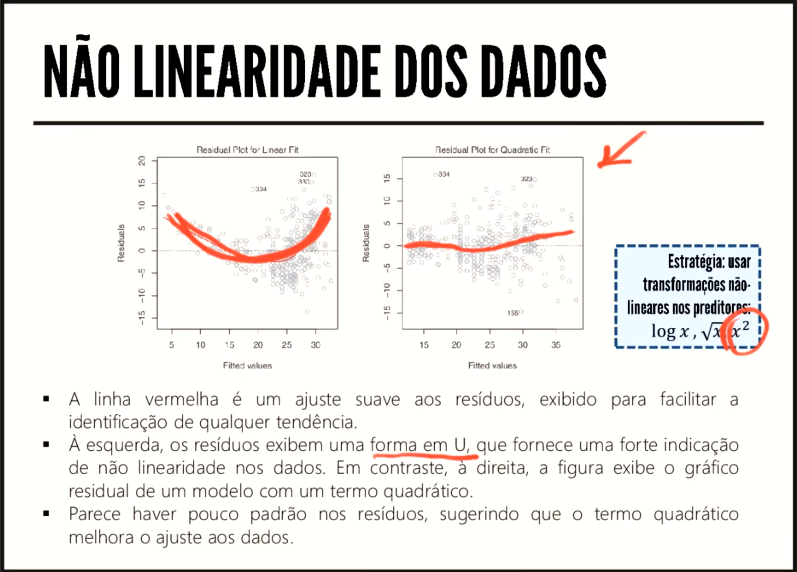 NÃO LINEARIDADE DOS DADOS
Residual Plot for Linear Fit
Residual Plot for Quadratic Fit
20
15
10
5
0
−5
−10
−15
Residuals
323
330
334
5 10 15 20 25 30
Fitted values
15
10
5
0
−5
−10
−15
Residuals
334
323
155
15 20 25 30 35
Fitted values
Estratégia: usar
transformações não-
lineares nos preditores:
log x , √x, x²
▪ A linha vermelha é um ajuste suave aos resíduos, exibido para facilitar a
identificação de qualquer tendência.
▪ À esquerda, os resíduos exibem uma forma em U, que fornece uma forte indicação
de não linearidade nos dados. Em contraste, à direita, a figura exibe o gráfico
residual de um modelo com um termo quadrático.
▪ Parece haver pouco padrão nos resíduos, sugerindo que o termo quadrático
melhora o ajuste aos dados.